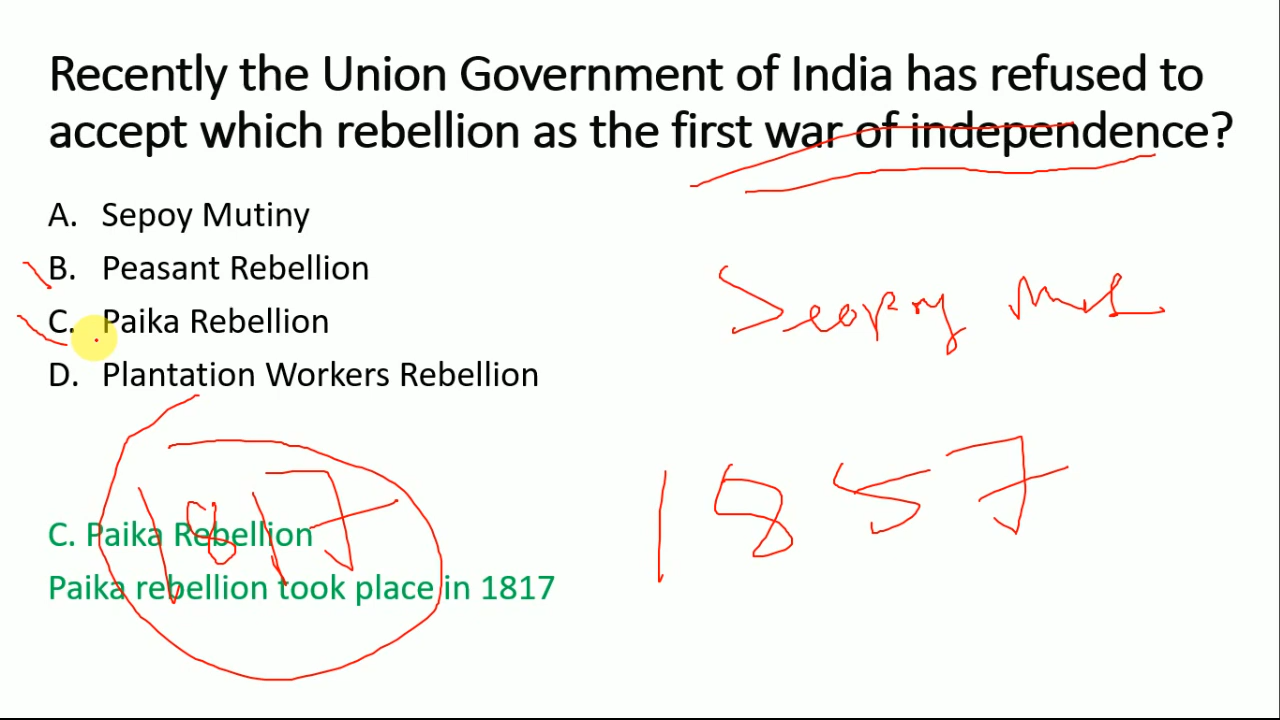 Recently the Union Government of India has refused to
accept which rebellion as the first war of independence?
A. Sepoy Mutiny
B. Peasant Rebellion
C. Paika Rebellion
D. Plantation Workers Rebellion
Seopoy
1857
1817
C. Paika Rebellion
Paika rebellion took place in 1817